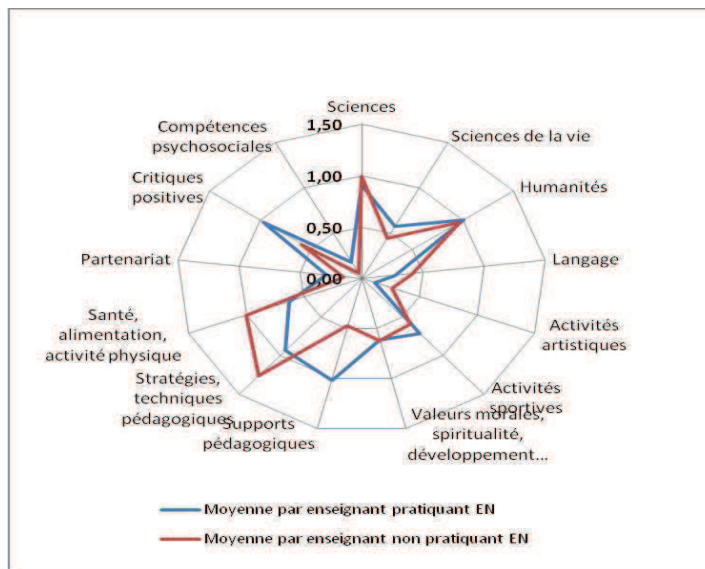 Sciences
1,50
1,00
0,50
0,00
Sciences de la vie
Humanités
Langage
Activités
artistiques
Activités
sportives
Valeurs morales,
spiritualité,
développement...
Supports
pédagogiques
Stratégies,
techniques
pédagogiques
Santé,
alimentation,
activité physique
Partenariat
Critiques
positives
Compétences
psychosociales
Moyenne par enseignant pratiquant EN
Moyenne par enseignant non pratiquant EN